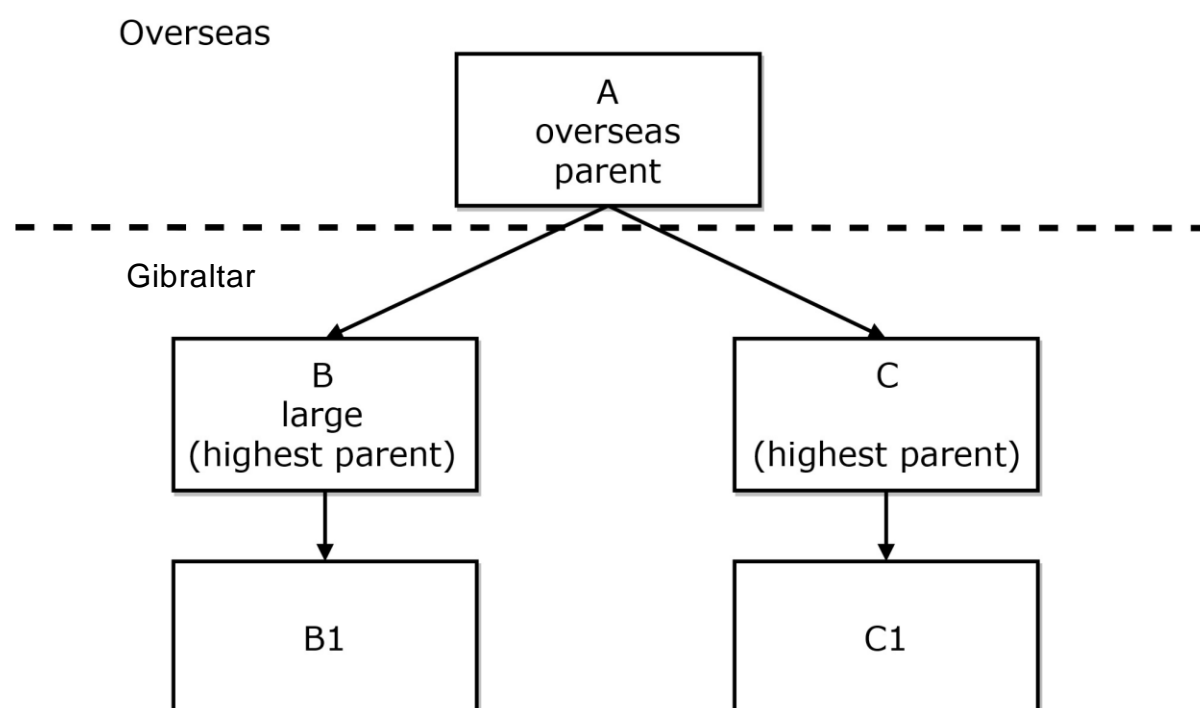 Overseas
A
overseas
parent
Gibraltar
B
large
(highest parent)
C
(highest parent)
B1
C1